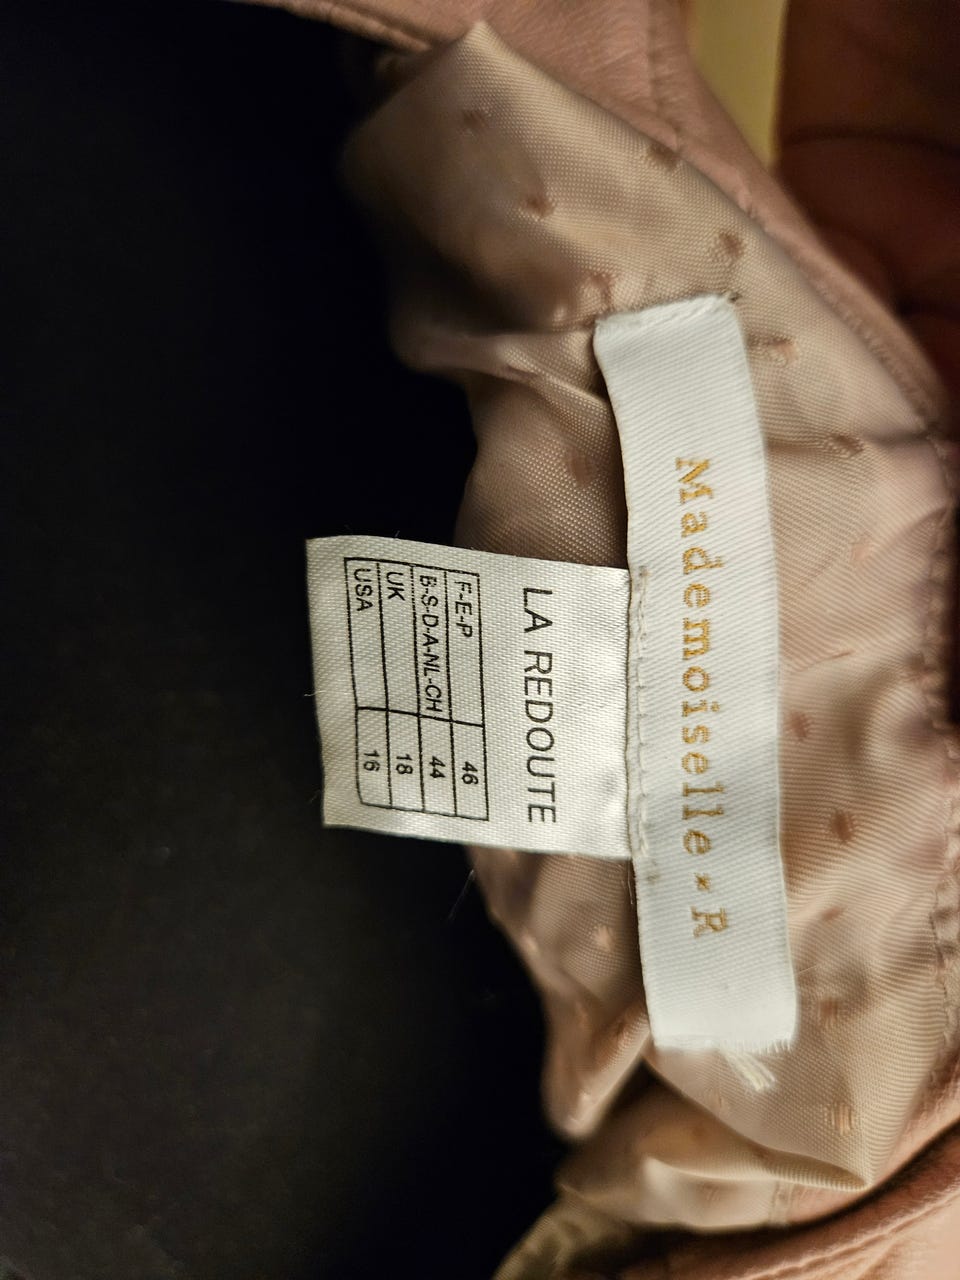 Mademoiselle * R
LA REDOUTE
F-E-P 46
B-S-D-A-NL-CH 44
UK 18
USA 16